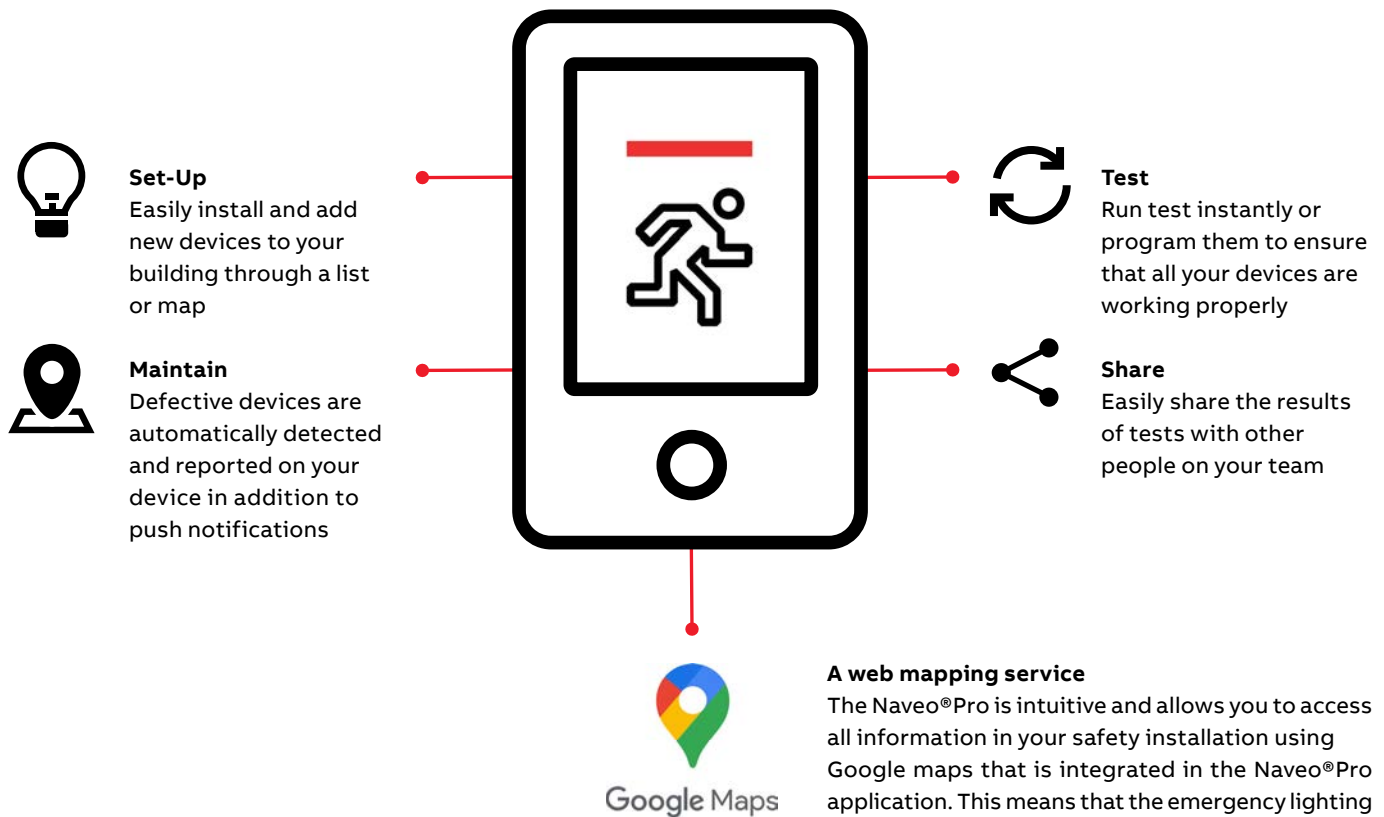 Set-Up
Easily install and add
new devices to your
building through a list
or map
Maintain
Defective devices are
automatically detected
and reported on your
device in addition to
push notifications
Test
Run test instantly or
program them to ensure
that all your devices are
working properly
Share
Easily share the results
of tests with other
people on your team
Google Maps
A web mapping service
The Naveo®Pro is intuitive and allows you to access
all information in your safety installation using
Google maps that is integrated in the Naveo®Pro
application. This means that the emergency lighting